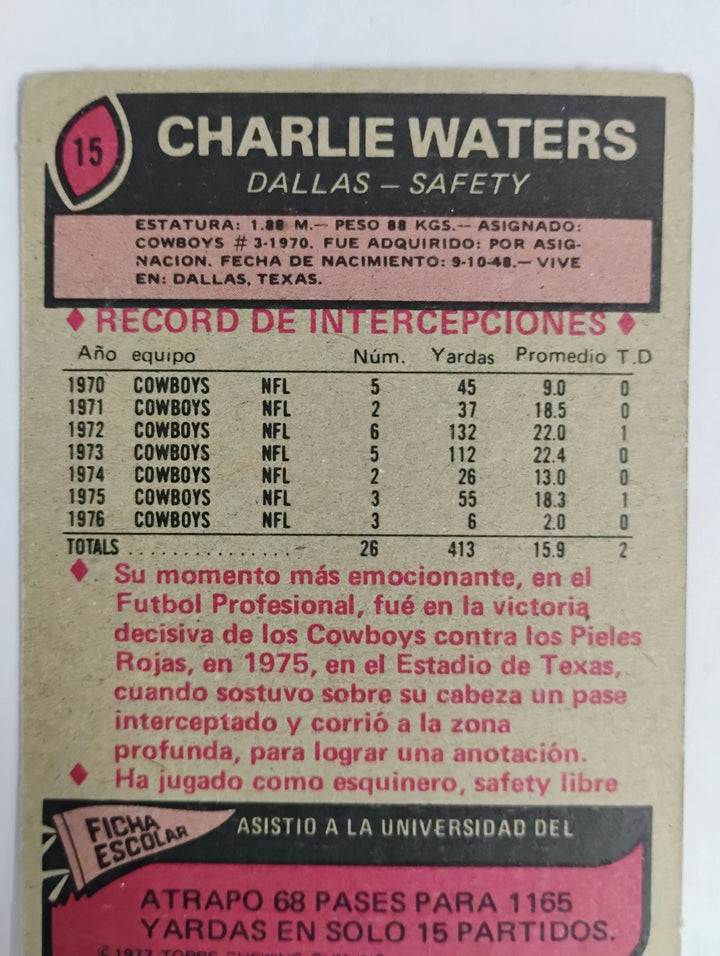 15
CHARLIE WATERS
DALLAS – SAFETY
ESTATURA: 1.88 M.— PESO 88 KGS.— ASIGNADO:
COWBOYS # 3-1970. FUE ADQUIRIDO: POR ASIG-
NACION. FECHA DE NACIMIENTO: 9-10-48.— VIVE
EN: DALLAS, TEXAS.
♦ RECORD DE INTERCEPCIONES ♦
Año equipo Núm. Yardas Promedio T.D
1970 COWBOYS NFL 5 45 9.0 0
1971 COWBOYS NFL 2 37 18.5 0
1972 COWBOYS NFL 6 132 22.0 1
1973 COWBOYS NFL 5 112 22.4 0
1974 COWBOYS NFL 2 26 13.0 0
1975 COWBOYS NFL 3 55 18.3 1
1976 COWBOYS NFL 3 6 2.0 0
TOTALS ................ 26 413 15.9 2
♦ Su momento más emocionante, en el
Futbol Profesional, fué en la victoria
decisiva de los Cowboys contra los Pieles
Rojas, en 1975, en el Estadio de Texas,
cuando sostuvo sobre su cabeza un pase
interceptado y corrió a la zona
profunda, para lograr una anotación.
♦ Ha jugado como esquinero, safety libre
FICHA
ESCOLAR
ASISTIO A LA UNIVERSIDAD DEL
ATRAPO 68 PASES PARA 1165
YARDAS EN SOLO 15 PARTIDOS.
© 1977 TOPPS CHEWING GUM, INC.